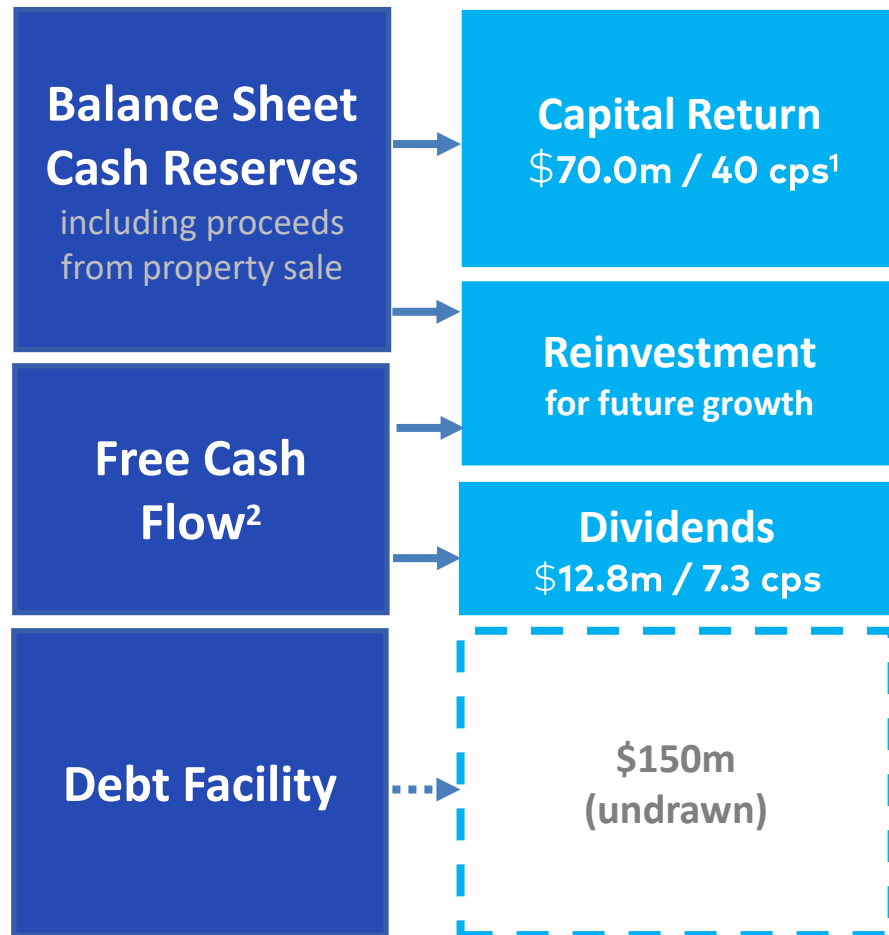 Balance Sheet
Cash Reserves
including proceeds
from property sale
Capital Return
$70.0m / 40 cps¹
Reinvestment
for future growth
Free Cash
Flow²
Dividends
$12.8m / 7.3 cps
Debt Facility
$150m
(undrawn)